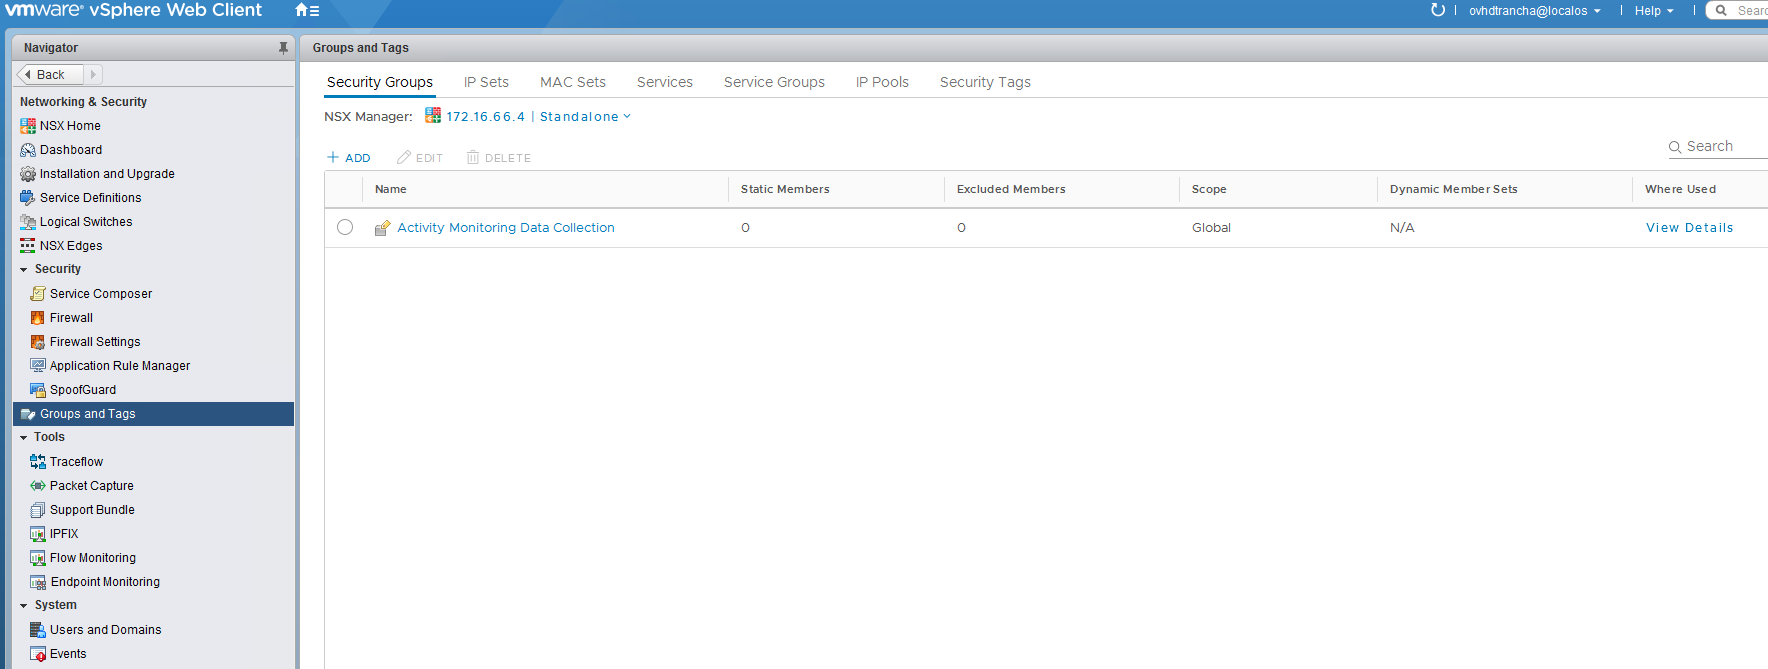 vmware® vSphere Web Client
ovhdtrancha@localos
Help
Navigator
Back
Networking & Security
NSX Home
Dashboard
Installation and Upgrade
Service Definitions
Logical Switches
NSX Edges
Security
Service Composer
Firewall
Firewall Settings
Application Rule Manager
SpoofGuard
Groups and Tags
Tools
Traceflow
Packet Capture
Support Bundle
IPFIX
Flow Monitoring
Endpoint Monitoring
System
Users and Domains
Events
Groups and Tags
Security Groups IP Sets MAC Sets Services Service Groups IP Pools Security Tags
NSX Manager: 172.16.66.4 | Standalone
ADD EDIT DELETE
Search
Name Static Members Excluded Members Scope Dynamic Member Sets Where Used
Activity Monitoring Data Collection 0 0 Global N/A View Details